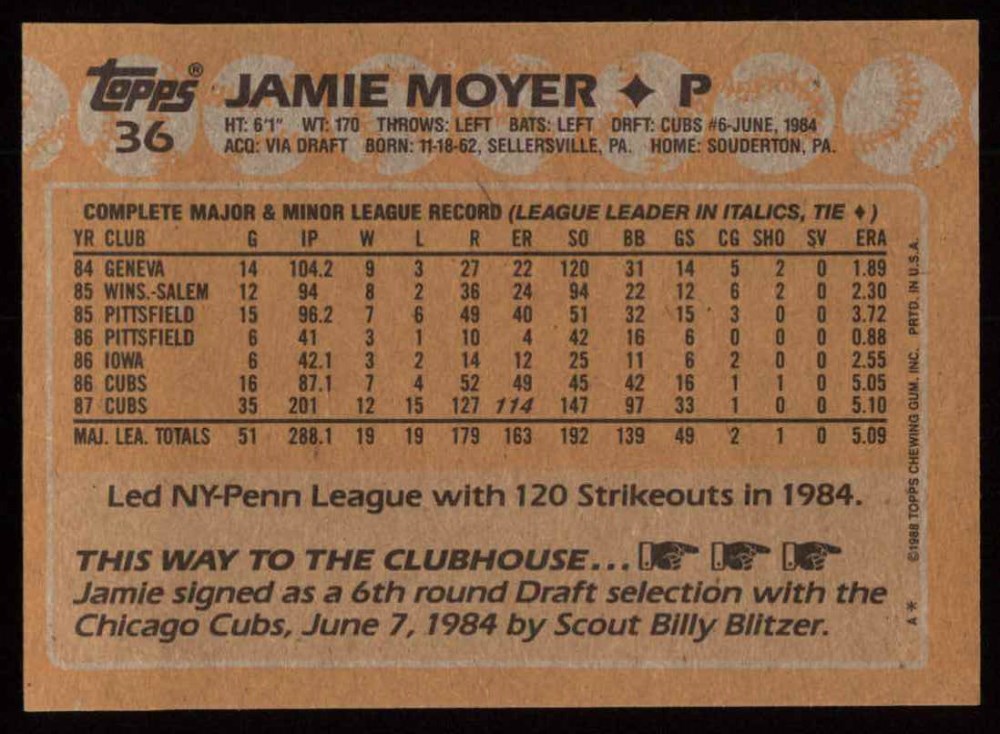 topps® JAMIE MOYER ♦ P
36
HT: 6'1" WT: 170 THROWS: LEFT BATS: LEFT DRFT: CUBS #6-JUNE, 1984
ACQ: VIA DRAFT BORN: 11-18-62, SELLERSVILLE, PA. HOME: SOUDERTON, PA.
COMPLETE MAJOR & MINOR LEAGUE RECORD (LEAGUE LEADER IN ITALICS, TIE ♦)
YR CLUB G IP W L R ER SO BB GS CG SHO SV ERA
84 GENEVA 14 104.2 9 3 27 22 120 31 14 5 2 0 1.89
85 WINS.-SALEM 12 94 8 2 36 24 94 22 12 6 2 0 2.30
85 PITTSFIELD 15 96.2 7 6 49 40 51 32 15 3 0 0 3.72
86 PITTSFIELD 6 41 3 1 10 4 42 16 6 0 0 0 0.88
86 IOWA 6 42.1 3 2 14 12 25 11 6 2 0 0 2.55
86 CUBS 16 87.1 7 4 52 49 45 42 16 1 1 0 5.05
87 CUBS 35 201 12 15 127 114 147 97 33 1 0 0 5.10
MAJ. LEA. TOTALS 51 288.1 19 19 179 163 192 139 49 2 1 0 5.09
Led NY-Penn League with 120 Strikeouts in 1984.
THIS WAY TO THE CLUBHOUSE...
Jamie signed as a 6th round Draft selection with the
Chicago Cubs, June 7, 1984 by Scout Billy Blitzer.
A* ©1988 TOPPS CHEWING GUM, INC. PRTD. IN U.S.A.